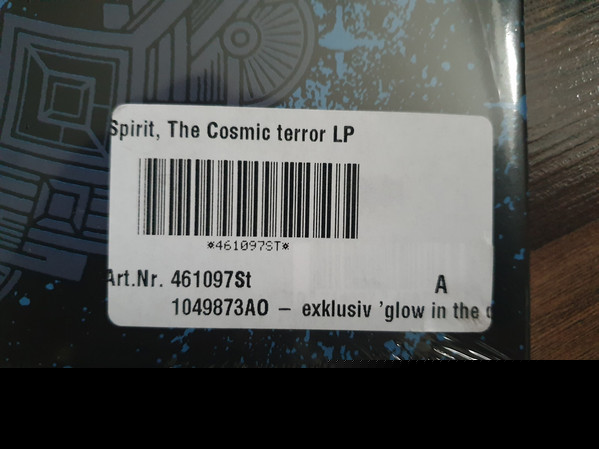 Spirit, The Cosmic terror LP
*461097ST*
Art.Nr. 461097St
A
1049873AO – exklusiv 'glow in the